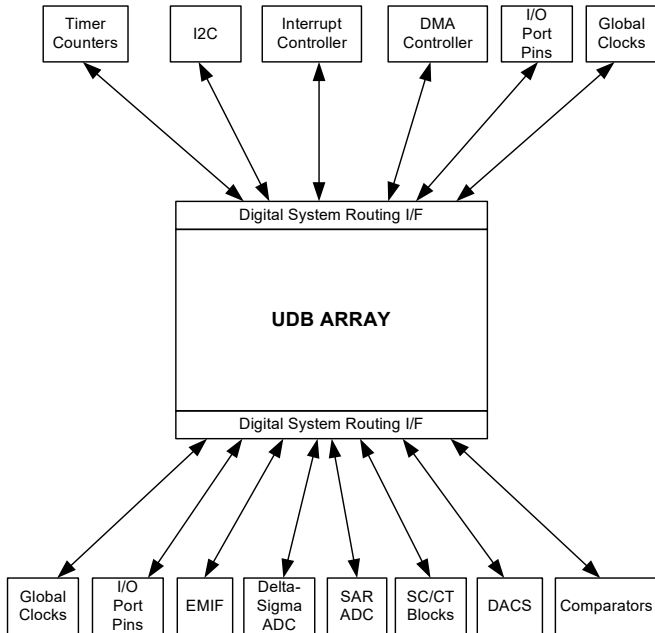 Timer
Counters
I2C
Interrupt
Controller
DMA
Controller
I/O
Port
Pins
Global
Clocks
Digital System Routing I/F
UDB ARRAY
Digital System Routing I/F
Global
Clocks
I/O
Port
Pins
EMIF
Delta-
Sigma
ADC
SAR
ADC
SC/CT
Blocks
DACS
Comparators